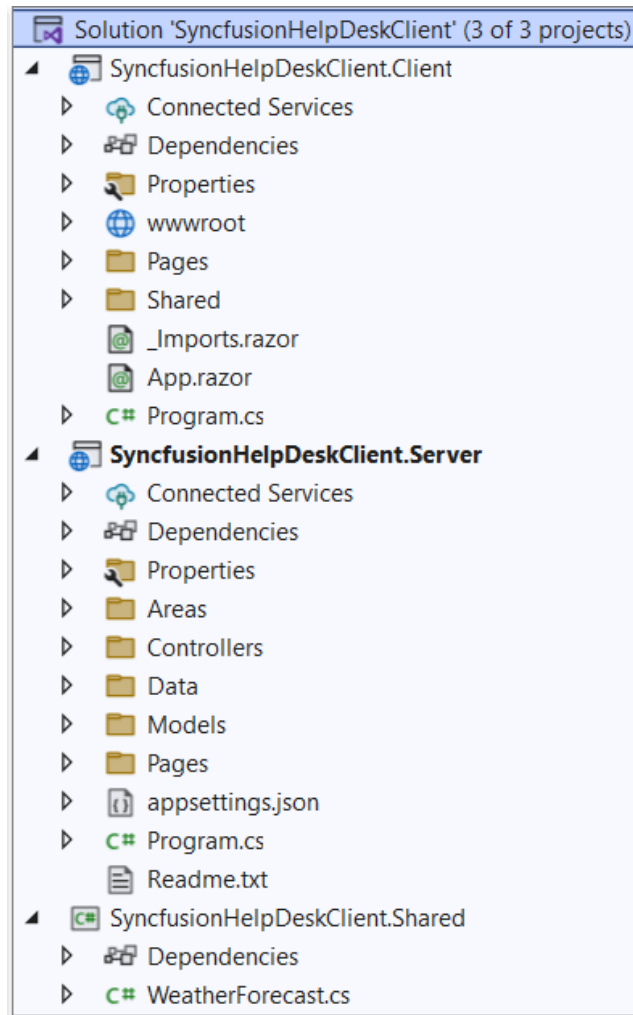 Solution 'SyncfusionHelpDeskClient' (3 of 3 projects)
SyncfusionHelpDeskClient.Client
Connected Services
Dependencies
Properties
wwwroot
Pages
Shared
_Imports.razor
App.razor
C# Program.cs
SyncfusionHelpDeskClient.Server
Connected Services
Dependencies
Properties
Areas
Controllers
Data
Models
Pages
appsettings.json
C# Program.cs
Readme.txt
C# SyncfusionHelpDeskClient.Shared
Dependencies
C# WeatherForecast.cs